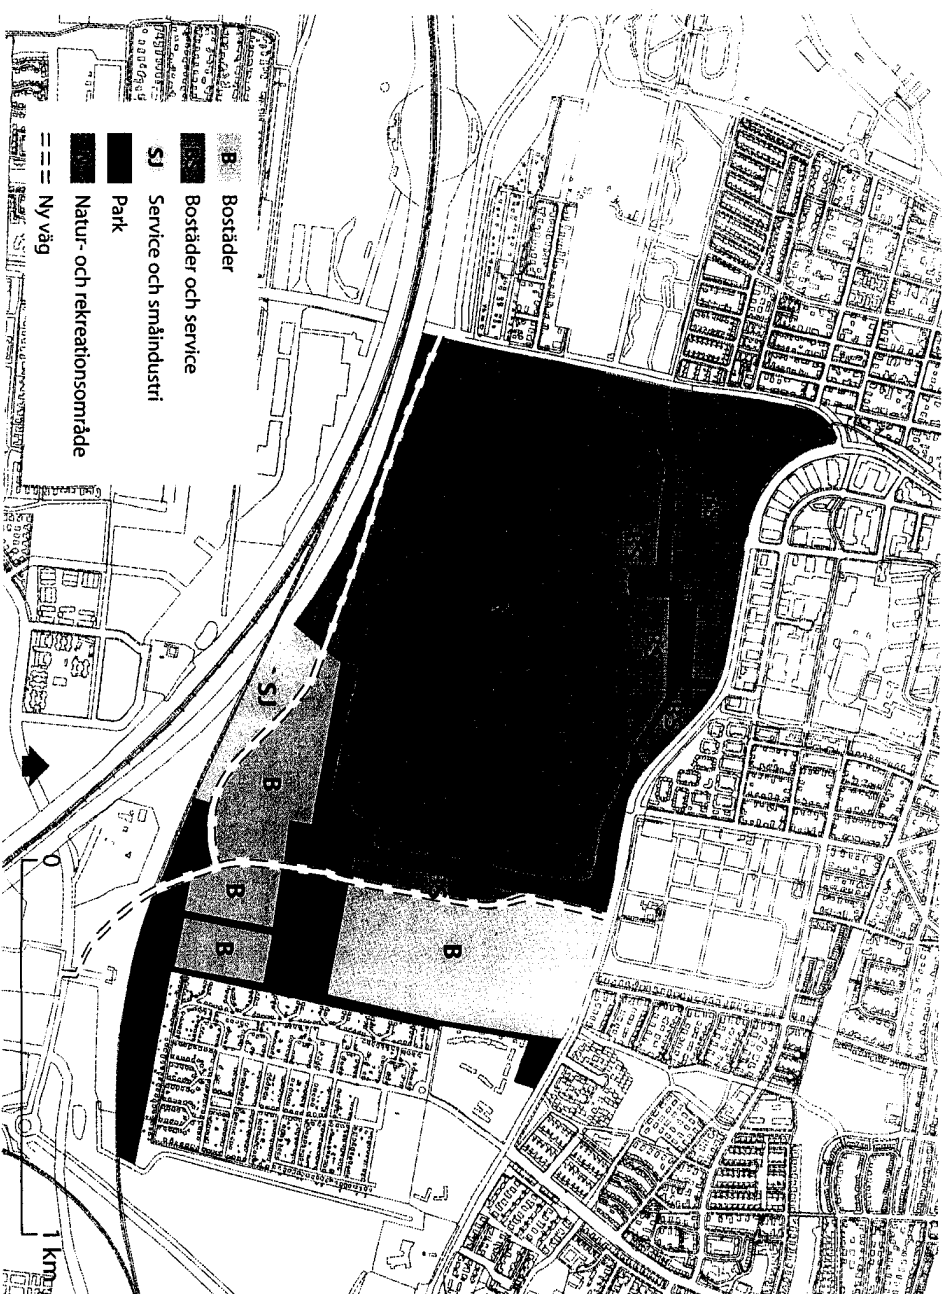 B Bostäder
Bostäder och service
SJ Service och småindustri
Park
Natur- och rekreationsområde
=== Ny väg
SJ
B
B
B
B
0 1 km